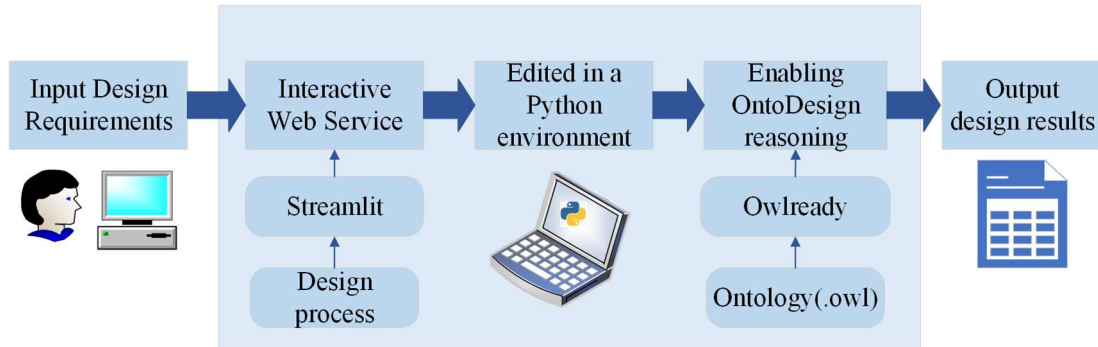 Input Design
Requirements
Interactive
Web Service
Edited in a
Python
environment
Enabling
OntoDesign
reasoning
Output
design results
Streamlit
Owlready
Design
process
Ontology(.owl)